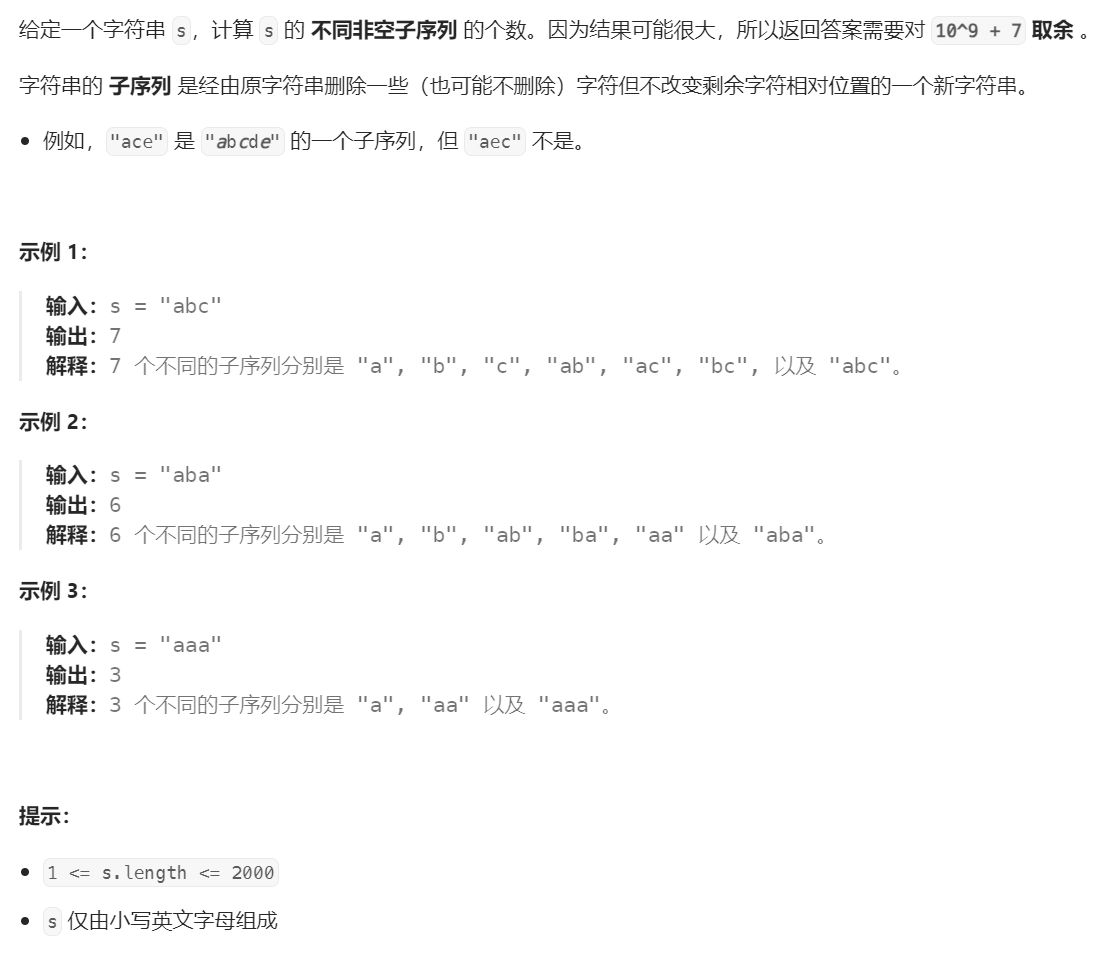 给定一个字符串 s，计算 s 的 不同非空子序列 的个数。因为结果可能很大，所以返回答案需要对 10^9 + 7 取余 。
字符串的 子序列 是经由原字符串删除一些（也可能不删除）字符但不改变剩余字符相对位置的一个新字符串。
• 例如，"ace" 是 "abcde" 的一个子序列，但 "aec" 不是。
示例 1：
输入：s = "abc"
输出：7
解释：7 个不同的子序列分别是 "a", "b", "c", "ab", "ac", "bc", 以及 "abc"。
示例 2：
输入：s = "aba"
输出：6
解释：6 个不同的子序列分别是 "a", "b", "ab", "ba", "aa" 以及 "aba"。
示例 3：
输入：s = "aaa"
输出：3
解释：3 个不同的子序列分别是 "a", "aa" 以及 "aaa"。
提示：
• 1 <= s.length <= 2000
• s 仅由小写英文字母组成